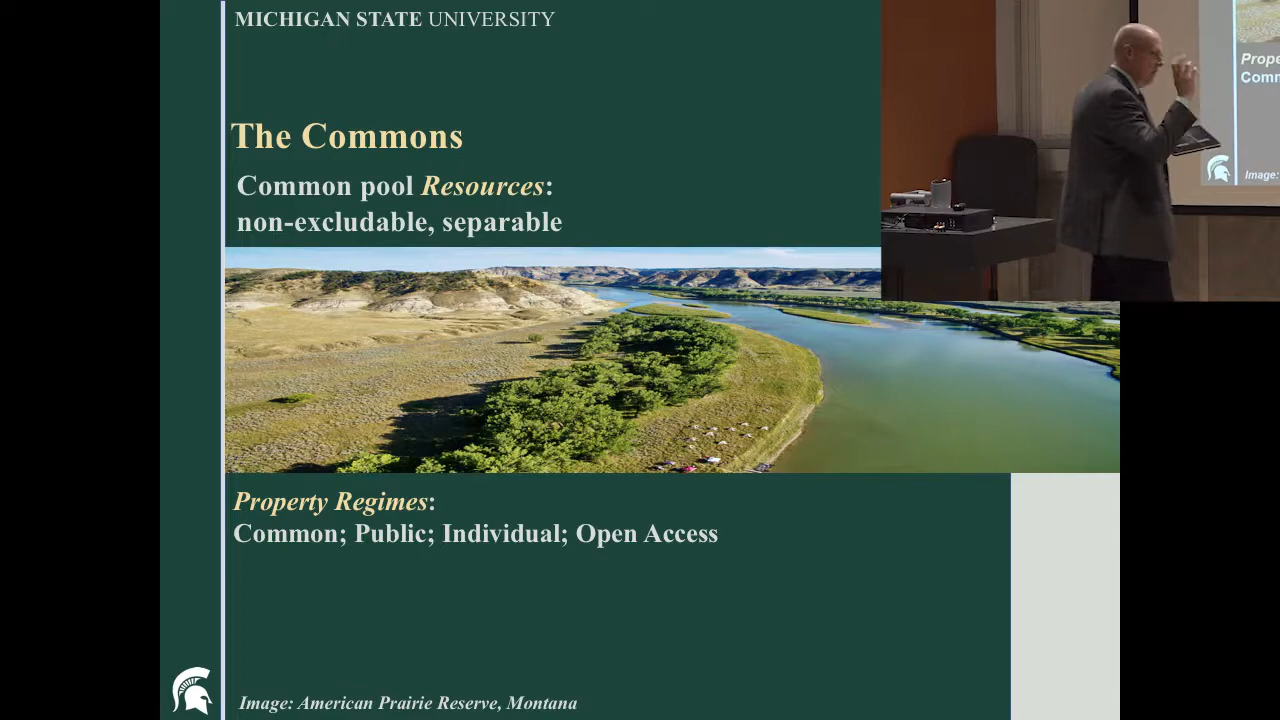 MICHIGAN STATE UNIVERSITY
The Commons
Common pool Resources:
non-excludable, separable
Property Regimes:
Common; Public; Individual; Open Access
Image: American Prairie Reserve, Montana
Image: